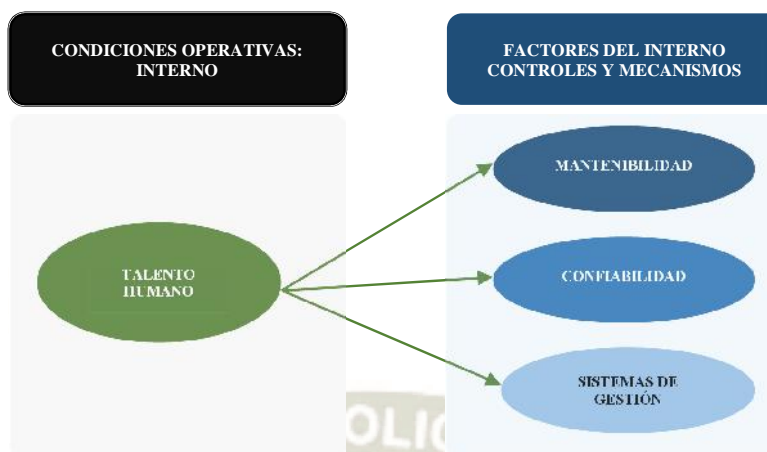 CONDICIONES OPERATIVAS:
INTERNO
FACTORES DEL INTERNO
CONTROLES Y MECANISMOS
TALENTO
HUMANO
MANTENIBILIDAD
CONFIABILIDAD
SISTEMAS DE
GESTIÓN